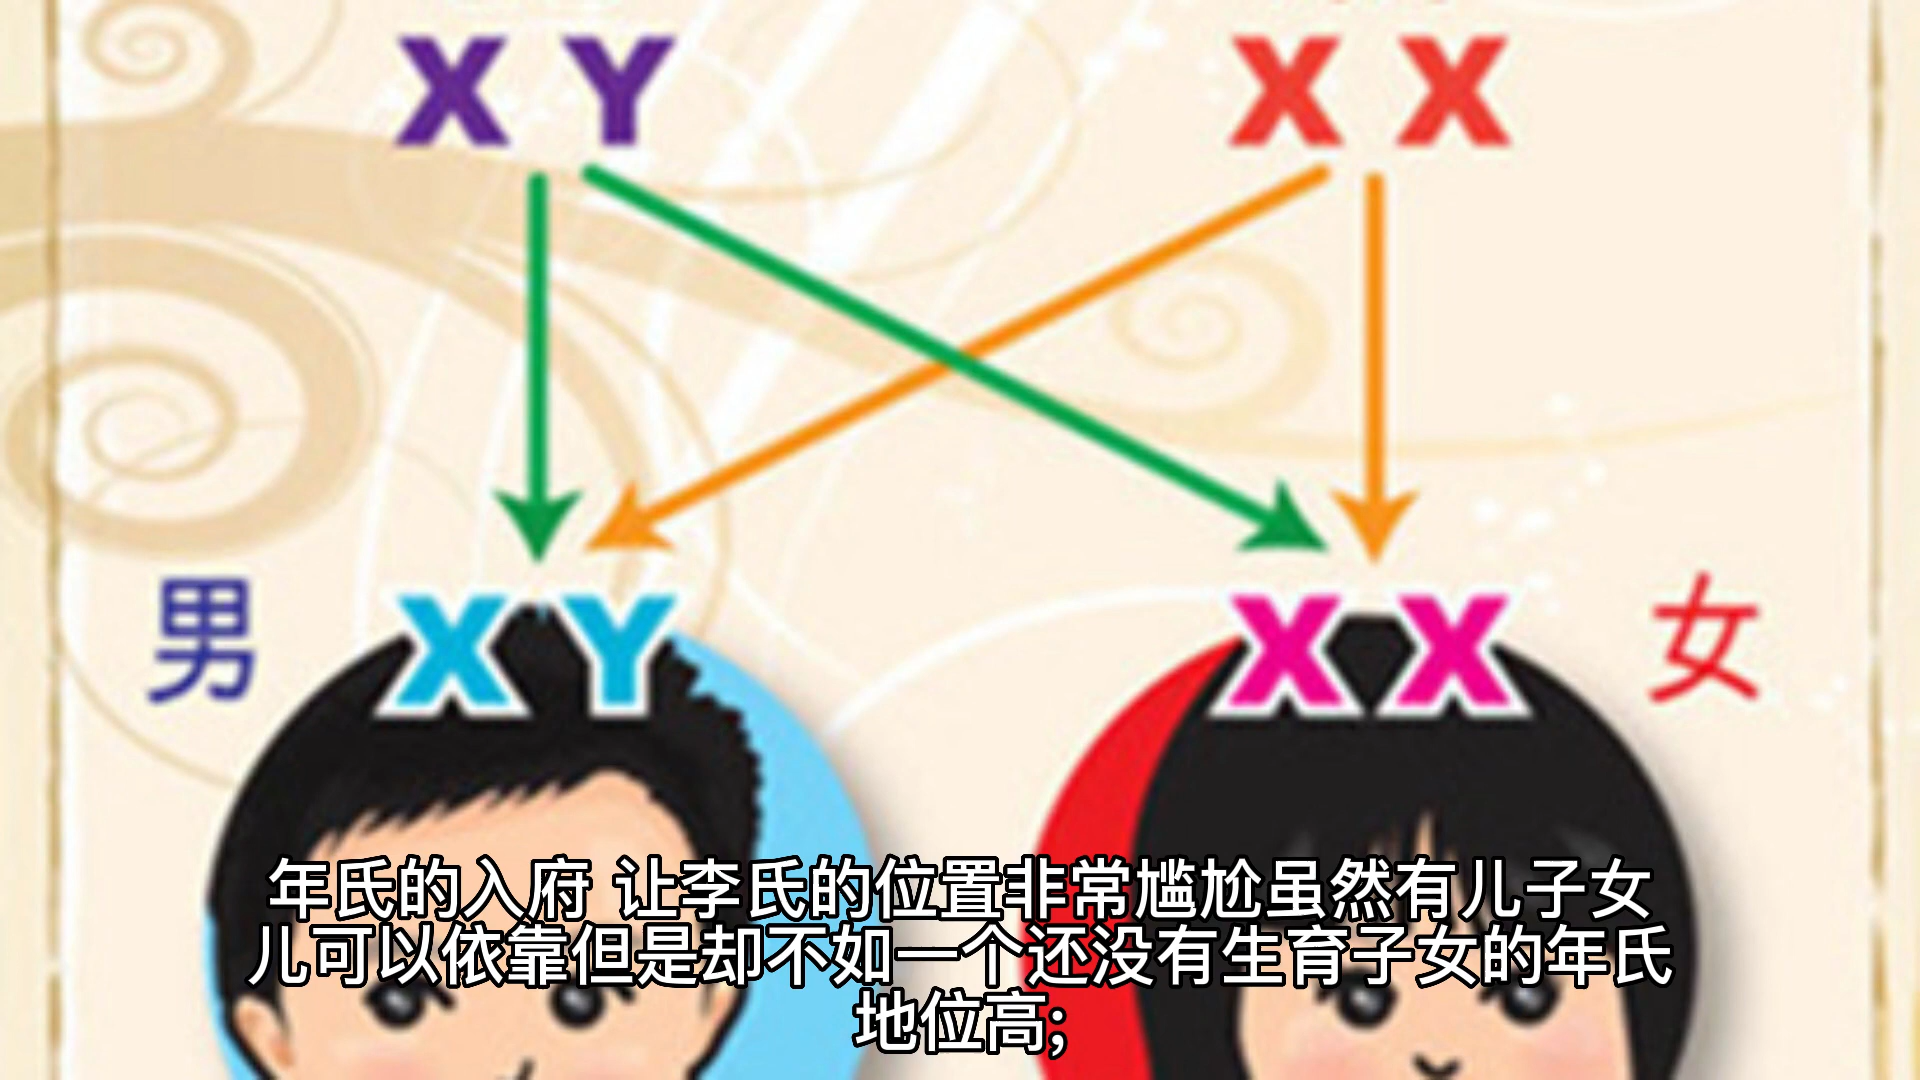 X Y X X
男 X Y X X 女
年氏的入府 让李氏的位置非常尴尬虽然有儿子女
儿可以依靠但是却不如一个还没有生育子女的年氏
地位高;